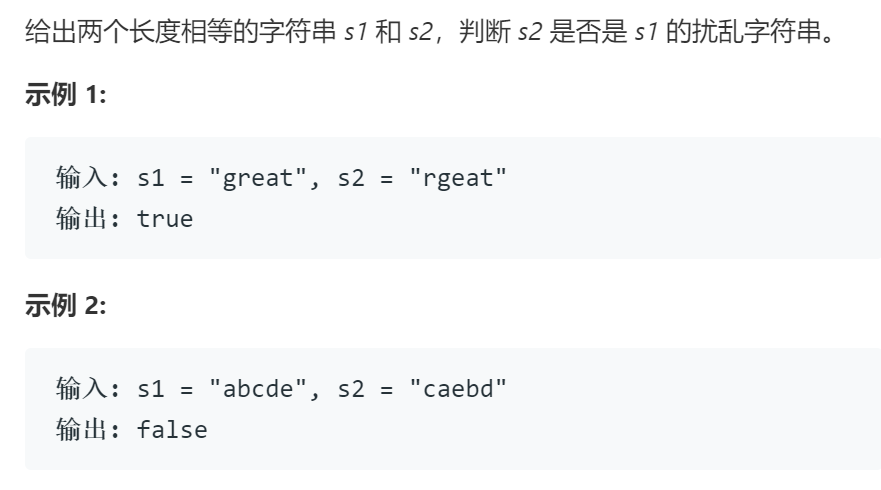 给出两个长度相等的字符串 s1 和 s2，判断 s2 是否是 s1 的扰乱字符串。
示例 1:
输入: s1 = "great", s2 = "rgeat"
输出: true
示例 2:
输入: s1 = "abcde", s2 = "caebd"
输出: false